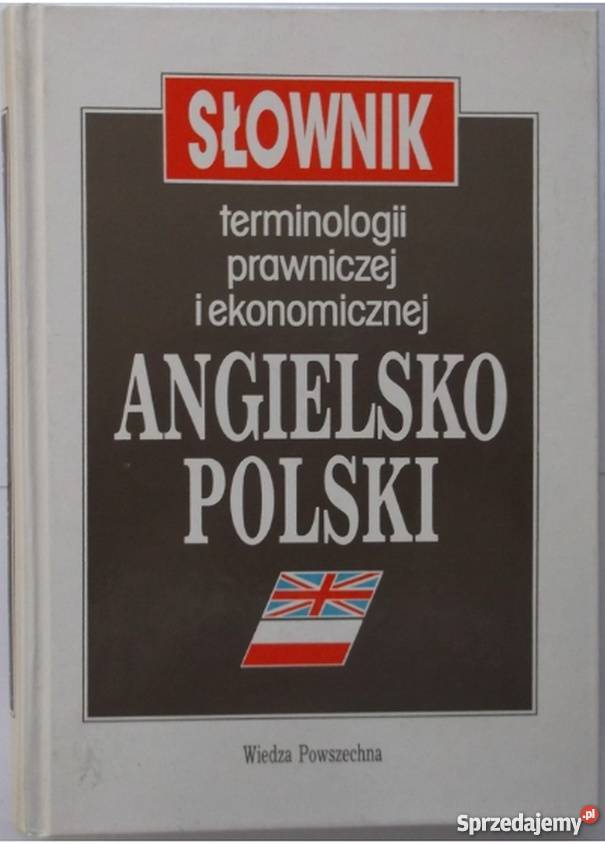 SŁOWNIK
terminologii
prawniczej
i ekonomicznej
ANGIELSKO
POLSKI
Wiedza Powszechna
Sprzedajemy.pl